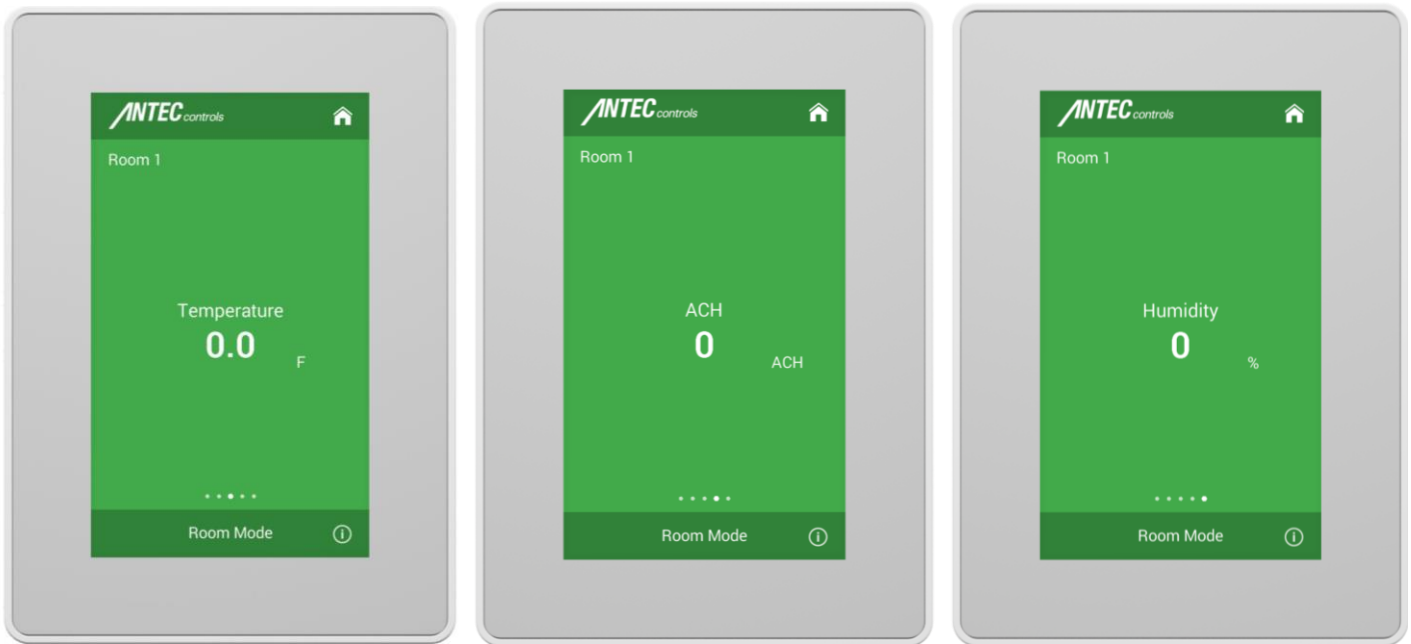 ANTEC controls
Room 1
Temperature
0.0
F
Room Mode
ANTEC controls
Room 1
ACH
0
ACH
Room Mode
ANTEC controls
Room 1
Humidity
0
%
Room Mode